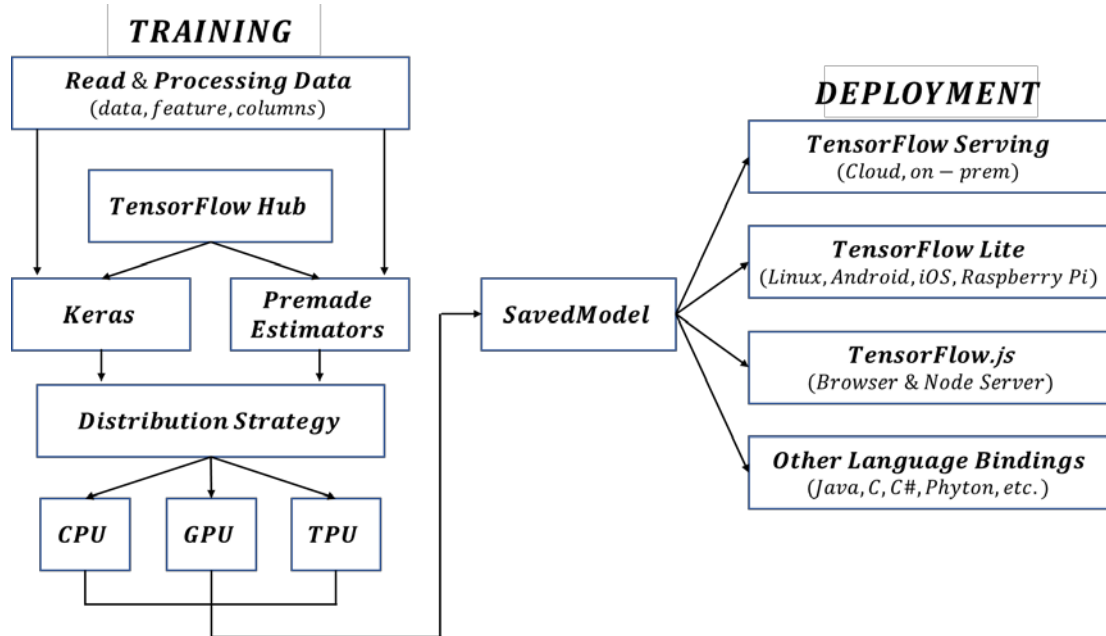 TRAINING
Read & Processing Data
(data, feature, columns)
TensorFlow Hub
Keras
Premade
Estimators
Distribution Strategy
CPU
GPU
TPU
SavedModel
DEPLOYMENT
TensorFlow Serving
(Cloud, on − prem)
TensorFlow Lite
(Linux, Android, iOS, Raspberry Pi)
TensorFlow.js
(Browser & Node Server)
Other Language Bindings
(Java, C, C#, Phyton, etc.)